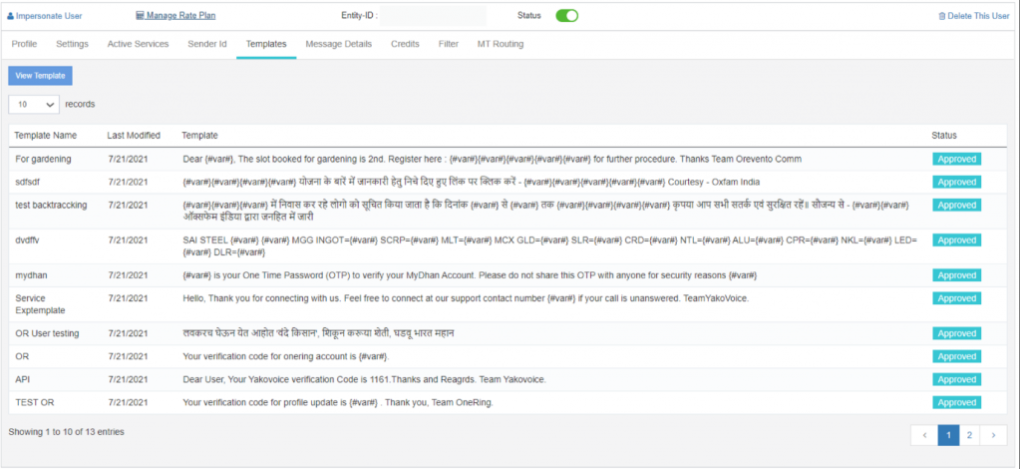 Impersonate User Manage Rate Plan Entity-ID : Status Delete This User
Profile Settings Active Services Sender Id Templates Message Details Credits Filter MT Routing
View Template
10 records
Template Name Last Modified Template Status
For gardening 7/21/2021 Dear {#var#}, The slot booked for gardening is 2nd. Register here : {#var#}{#var#}{#var#}{#var#}{#var#} for further procedure. Thanks Team Orevento Comm Approved
sdfsdf 7/21/2021 {#var#}{#var#}{#var#}{#var#} योजना के बारें में जानकारी हेतु निचे दिए हुए लिंक पर क्लिक करें - {#var#}{#var#}{#var#}{#var#} Courtesy - Oxfam India Approved
test backtraccking 7/21/2021 {#var#}{#var#}{#var#}{#var#} में निवास कर रहे लोगो को सूचित किया जाता है कि दिनांक {#var#} से {#var#} तक {#var#}{#var#}{#var#}{#var#} कृपया आप सभी सतर्क एवं सुरक्षित रहें॥ सौजन्य से - {#var#}{#var#} Approved
ऑक्सफेम इंडिया द्वारा जनहित में जारी
dvdffv 7/21/2021 SAI STEEL {#var#} {#var#} MGG INGOT={#var#} SCRP={#var#} MLT={#var#} MCX GLD={#var#} SLR={#var#} CRD={#var#} NTL={#var#} ALU={#var#} CPR={#var#} NKL={#var#} LED= Approved
{#var#} DLR={#var#}
mydhan 7/21/2021 {#var#} is your One Time Password (OTP) to verify your MyDhan Account. Please do not share this OTP with anyone for security reasons {#var#} Approved
Service 7/21/2021 Hello, Thank you for connecting with us. Feel free to connect at our support contact number {#var#} if your call is unanswered. TeamYakoVoice. Approved
Exptemplate
OR User testing 7/21/2021 लवकरच घेऊन येत आहोत 'वंदे किसान', शिकून करूया शेती, घडवू भारत महान Approved
OR 7/21/2021 Your verification code for onering account is {#var#}. Approved
API 7/21/2021 Dear User, Your Yakovoice verification Code is 1161.Thanks and Reagrds. Team Yakovoice. Approved
TEST OR 7/21/2021 Your verification code for profile update is {#var#} . Thank you, Team OneRing. Approved
Showing 1 to 10 of 13 entries
< 1 2 >